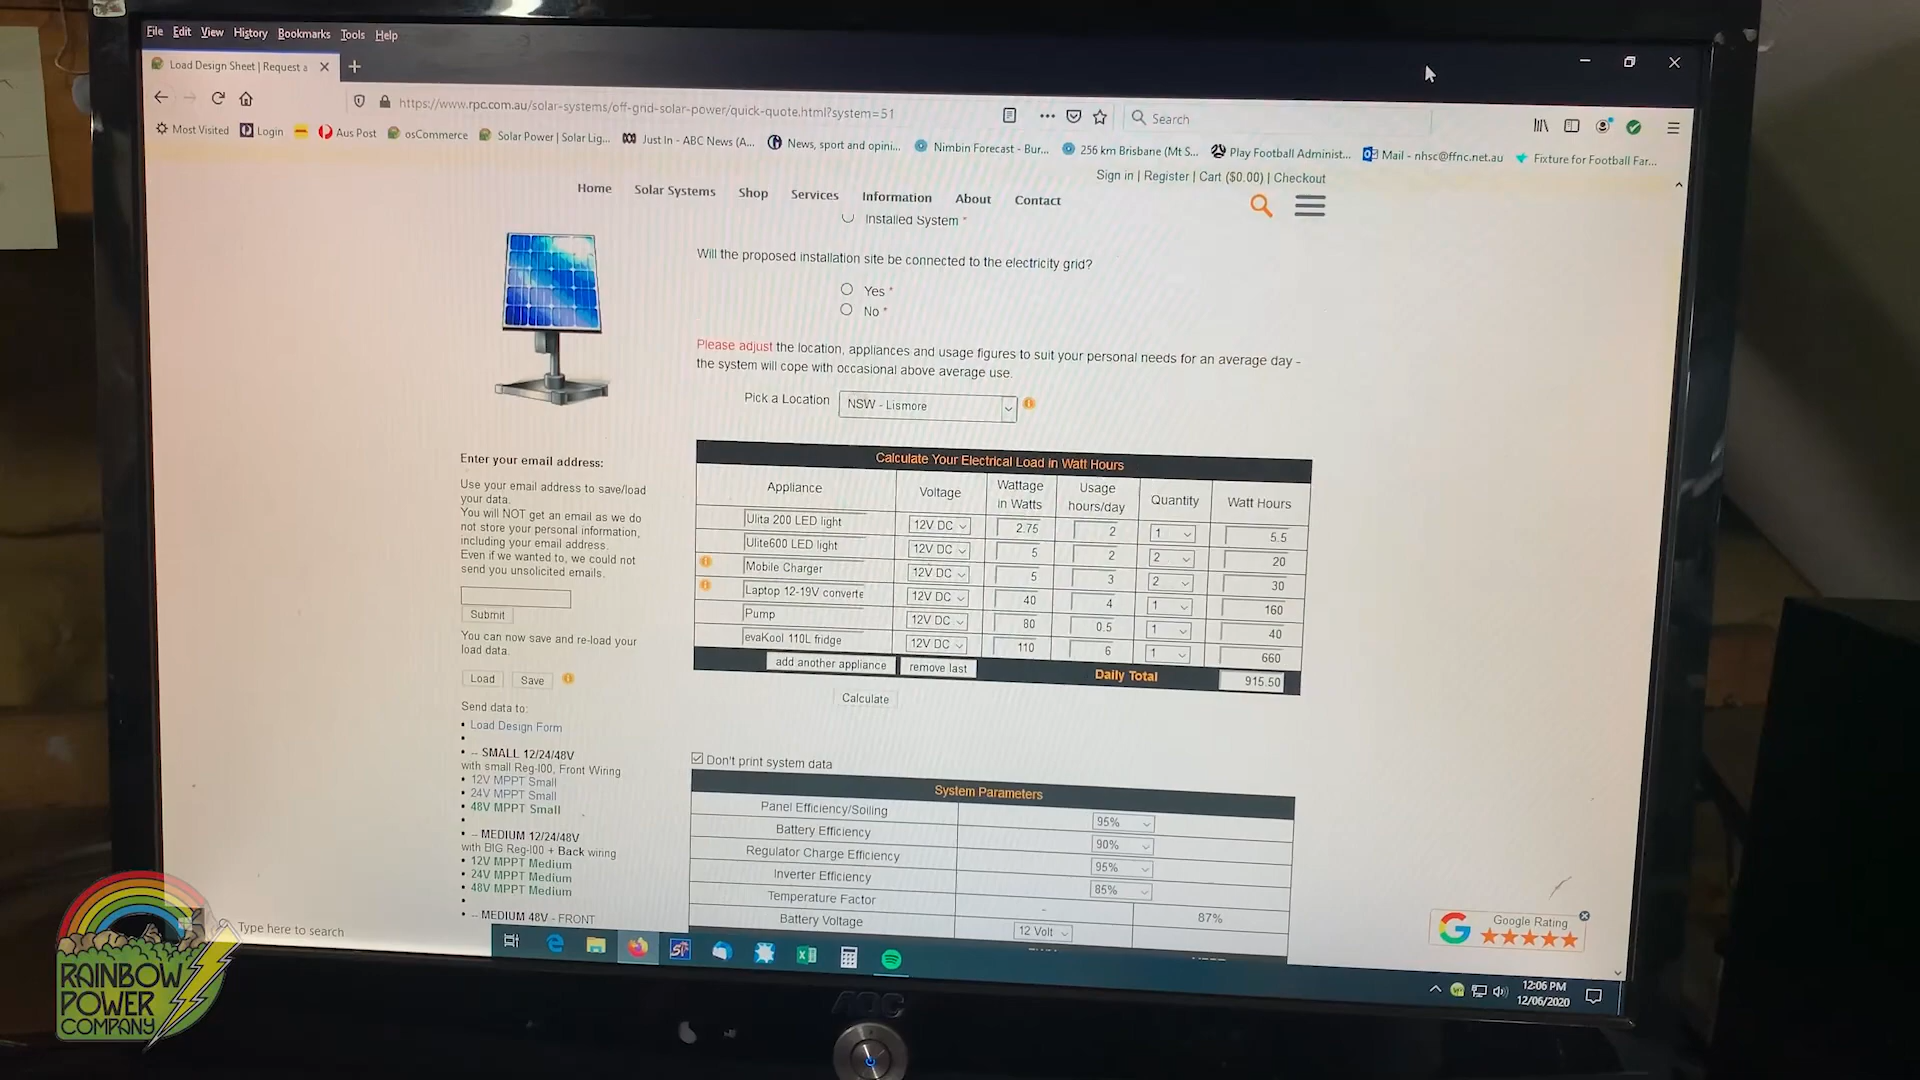 File Edit View History Bookmarks Tools Help
Load Design Sheet | Request a
https://www.rpc.com.au/solar-systems/off-grid-solar-power/quick-quote.html?system=51
Search
Most Visited Login Aus Post osCommerce Solar Power | Solar Lig... Just In - ABC News (A... News, sport and opini... Nimbin Forecast - Bur... 256 km Brisbane (Mt S... Play Football Administ... Mail - nhsc@ffnc.net.au Fixture for Football Far...
Sign in | Register | Cart ($0.00) | Checkout
Home Solar Systems Shop Services Information About Contact
Installed System *
Will the proposed installation site be connected to the electricity grid?
Yes *
No *
Please adjust the location, appliances and usage figures to suit your personal needs for an average day -
the system will cope with occasional above average use.
Pick a Location NSW - Lismore
Enter your email address:
Use your email address to save/load
your data.
You will NOT get an email as we do
not store your personal information,
including your email address.
Even if we wanted to, we could not
send you unsolicited emails.
Submit
You can now save and re-load your
load data.
Load Save
Send data to:
• Load Design Form
•
• -- SMALL 12/24/48V
with small Reg-I00, Front Wiring
• 12V MPPT Small
• 24V MPPT Small
• 48V MPPT Small
•
• -- MEDIUM 12/24/48V
with BIG Reg-I00 + Back wiring
• 12V MPPT Medium
• 24V MPPT Medium
• 48V MPPT Medium
•
• -- MEDIUM 48V - FRONT
Calculate Your Electrical Load in Watt Hours
Appliance Voltage Wattage in Watts Usage hours/day Quantity Watt Hours
Ulita 200 LED light 12V DC 2.75 2 1 5.5
Ulite600 LED light 12V DC 5 2 2 20
Mobile Charger 12V DC 5 3 2 30
Laptop 12-19V converte 12V DC 40 4 1 160
Pump 12V DC 80 0.5 1 40
evaKool 110L fridge 12V DC 110 6 1 660
add another appliance remove last Daily Total 915.50
Calculate
Don't print system data
System Parameters
Panel Efficiency/Soiling 95%
Battery Efficiency 90%
Regulator Charge Efficiency 95%
Inverter Efficiency 85%
Temperature Factor - 87%
Battery Voltage 12 Volt
Google Rating
Type here to search
12:06 PM
12/06/2020
AOC
RAINBOW
POWER
COMPANY